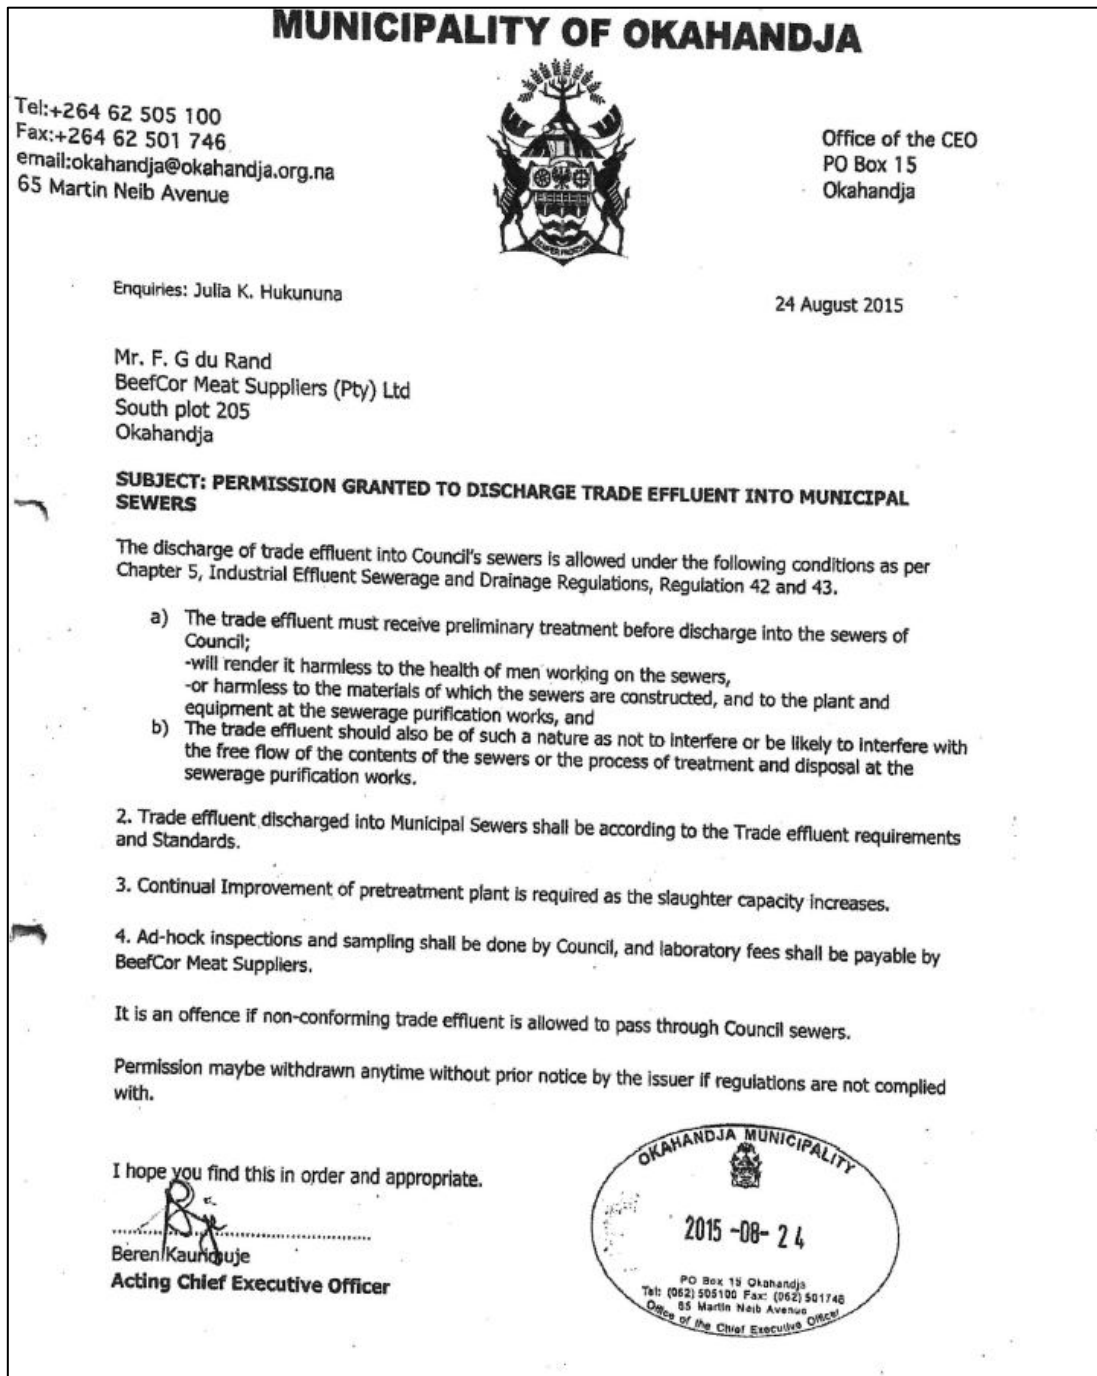 MUNICIPALITY OF OKAHANDJA
Tel:+264 62 505 100
Fax:+264 62 501 746
email:okahandja@okahandja.org.na
65 Martin Neib Avenue
Office of the CEO
PO Box 15
Okahandja
Enquiries: Julia K. Hukununa
24 August 2015
Mr. F. G du Rand
BeefCor Meat Suppliers (Pty) Ltd
South plot 205
Okahandja
SUBJECT: PERMISSION GRANTED TO DISCHARGE TRADE EFFLUENT INTO MUNICIPAL
SEWERS
The discharge of trade effluent into Council's sewers is allowed under the following conditions as per
Chapter 5, Industrial Effluent Sewerage and Drainage Regulations, Regulation 42 and 43.
a) The trade effluent must receive preliminary treatment before discharge into the sewers of
Council;
-will render it harmless to the health of men working on the sewers,
-or harmless to the materials of which the sewers are constructed, and to the plant and
equipment at the sewerage purification works, and
b) The trade effluent should also be of such a nature as not to interfere or be likely to interfere with
the free flow of the contents of the sewers or the process of treatment and disposal at the
sewerage purification works.
2. Trade effluent discharged into Municipal Sewers shall be according to the Trade effluent requirements
and Standards.
3. Continual Improvement of pretreatment plant is required as the slaughter capacity increases.
4. Ad-hock inspections and sampling shall be done by Council, and laboratory fees shall be payable by
BeefCor Meat Suppliers.
It is an offence if non-conforming trade effluent is allowed to pass through Council sewers.
Permission maybe withdrawn anytime without prior notice by the issuer if regulations are not complied
with.
I hope you find this in order and appropriate.
Beren
Acting Chief Executive Officer
OKAHANDJA MUNICIPALITY
2015 -08- 24
PO Box 15 Okahandja
Tel: (062) 505100 Fax: (062) 501746
65 Martin Neib Avenue
Office of the Chief Executive Officer